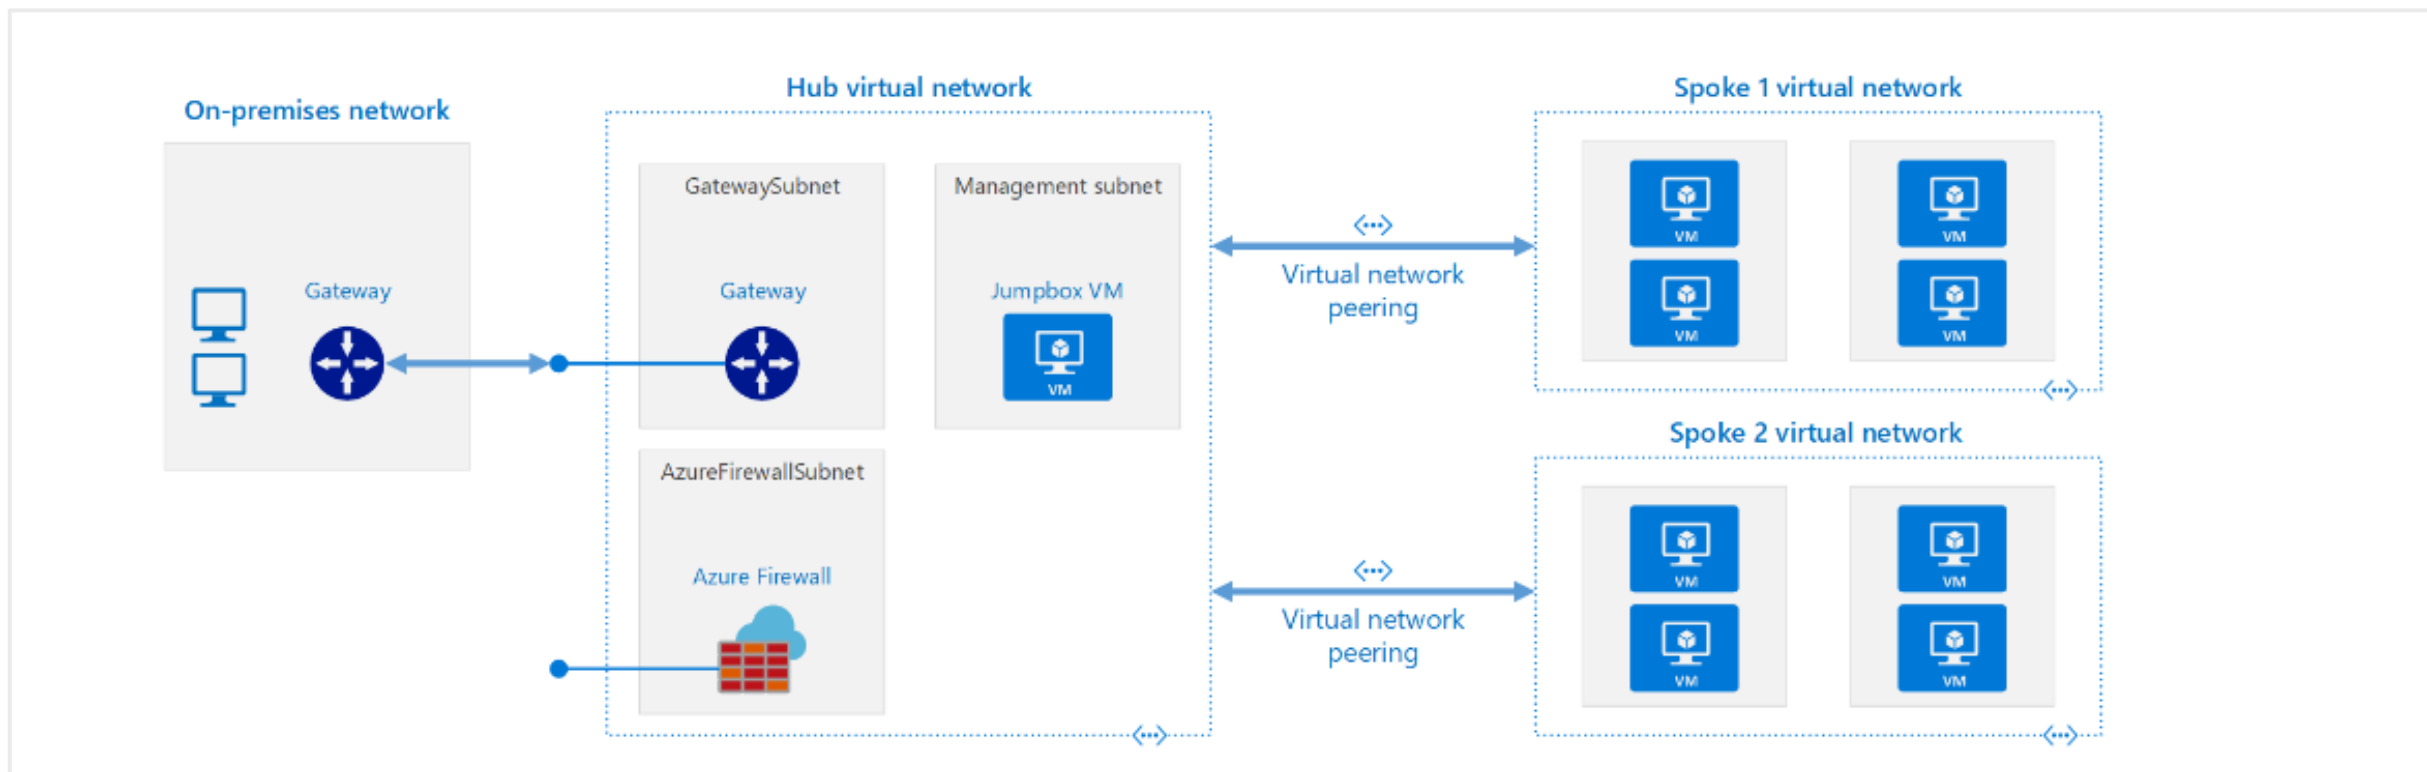 On-premises network
Gateway
Hub virtual network
GatewaySubnet
Gateway
Management subnet
Jumpbox VM
VM
AzureFirewallSubnet
Azure Firewall
Virtual network
peering
Virtual network
peering
Spoke 1 virtual network
VM
VM
VM
VM
Spoke 2 virtual network
VM
VM
VM
VM